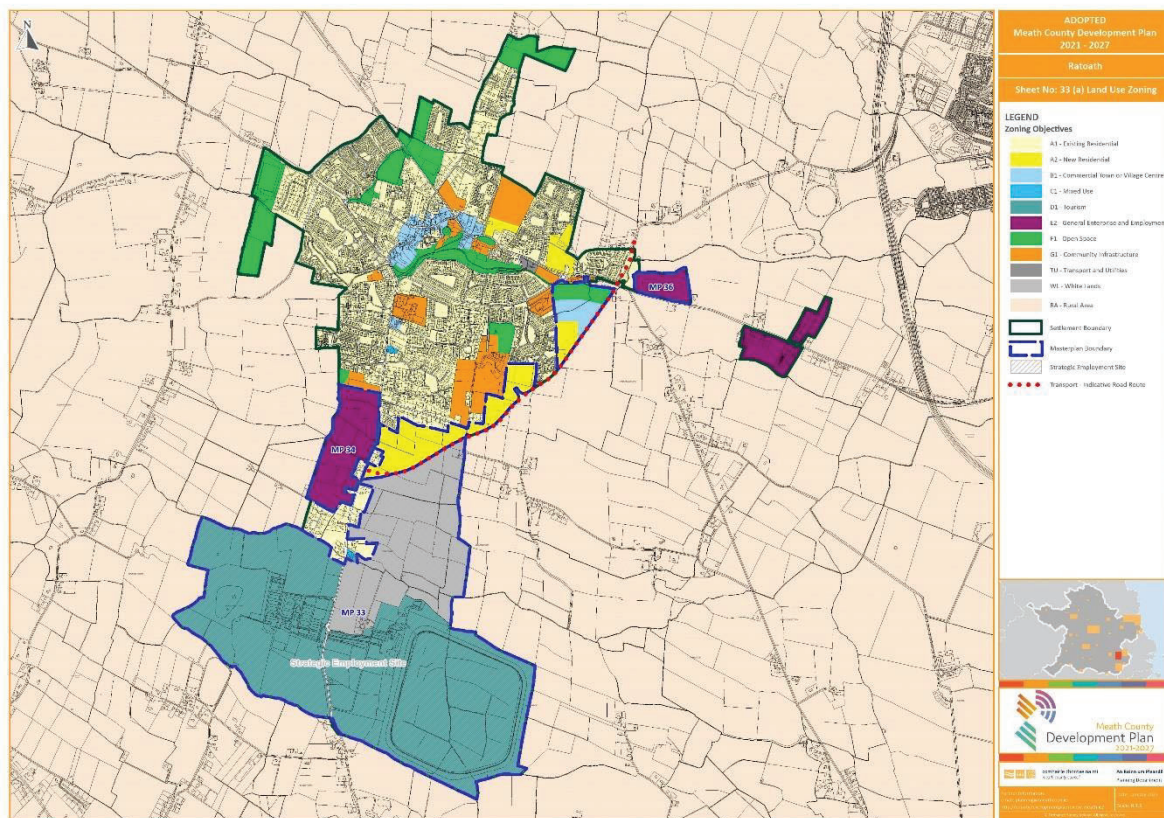 N
MP 36
MP 34
MP 33
Strategic Employment Site
ADOPTED
Meath County Development Plan
2021 - 2027
Ratoath
Sheet No: 33 (a) Land Use Zoning
LEGEND
Zoning Objectives
A1 - Existing Residential
A2 - New Residential
B1 - Commercial Town or Village Centre
C1 - Mixed Use
D1 - Tourism
E2 - General Enterprise and Employment
F1 - Open Space
G1 - Community Infrastructure
TU - Transport and Utilities
WL - White Lands
RA - Rural Area
Settlement Boundary
Masterplan Boundary
Strategic Employment Site
Transport - Indicative Road Route
Meath County
Development Plan
2021-2027